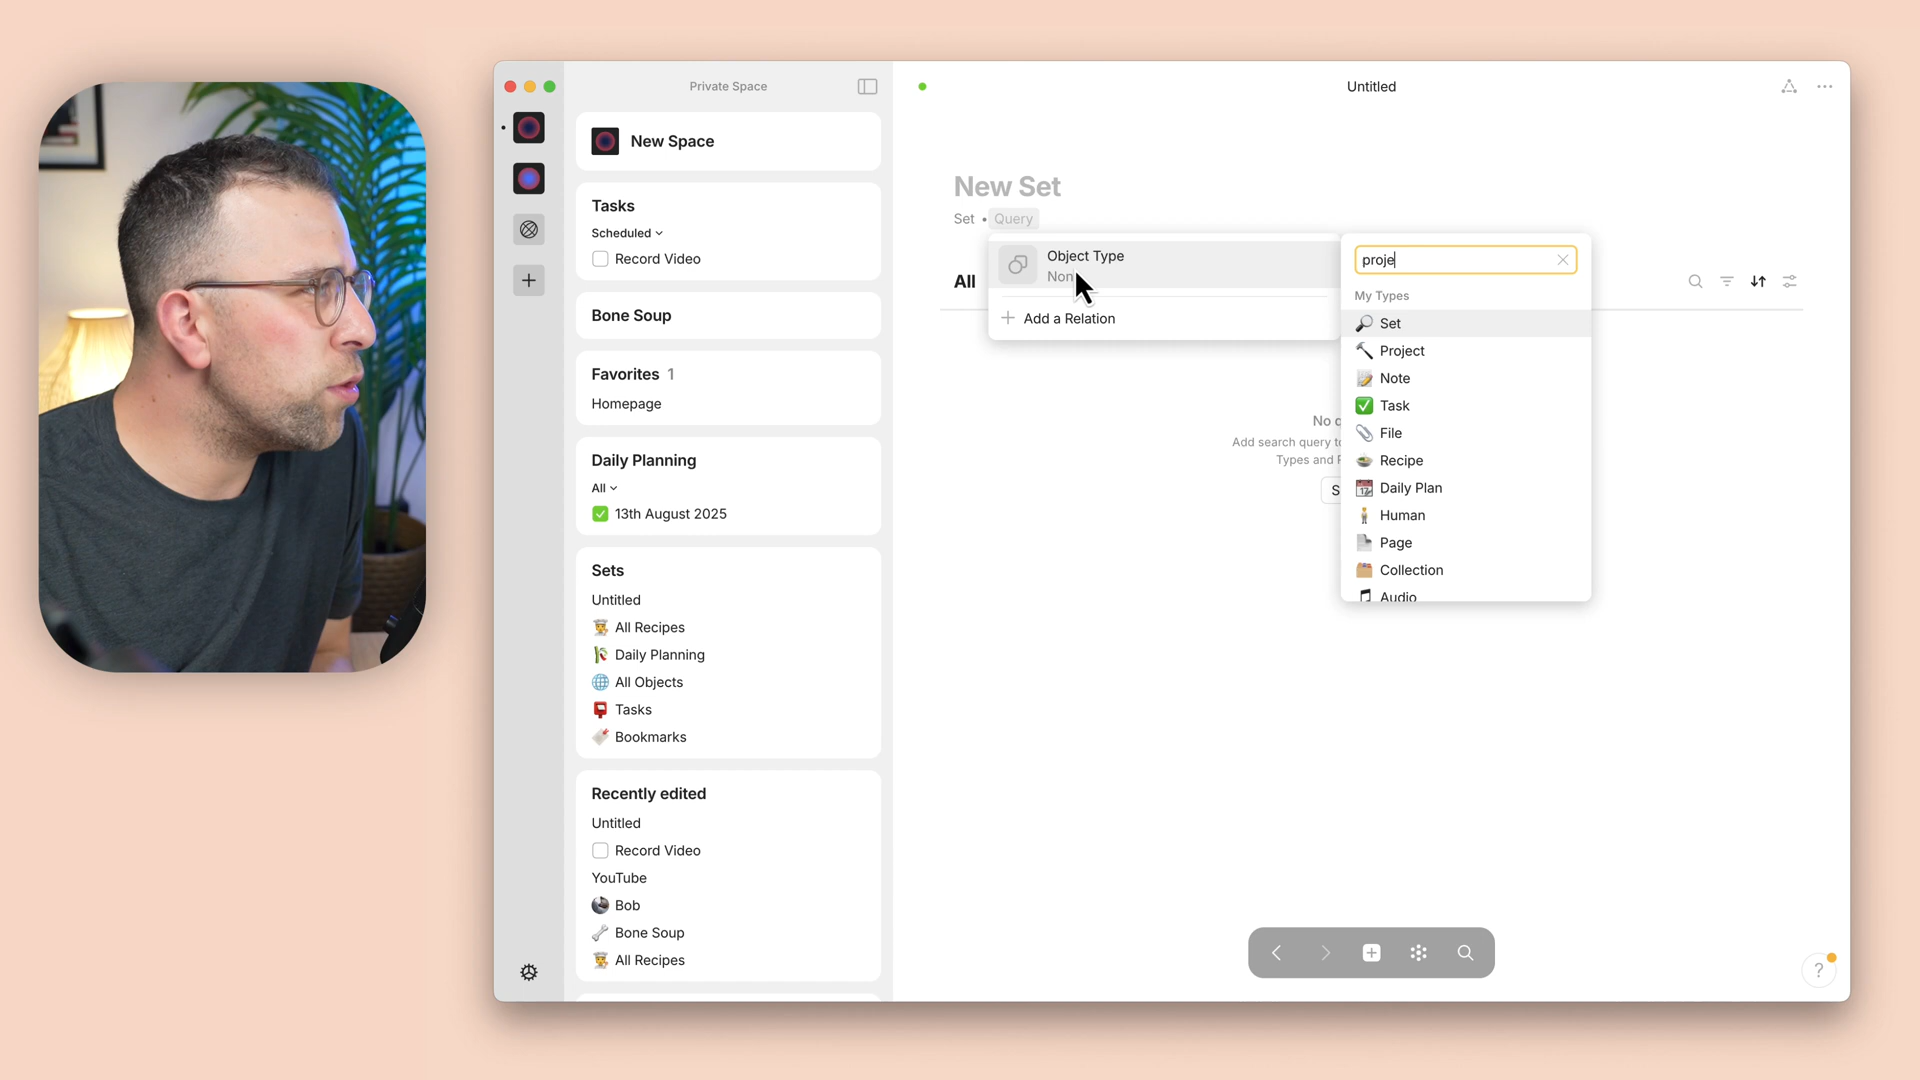 Private Space
New Space
Tasks
Scheduled
Record Video
Bone Soup
Favorites 1
Homepage
Daily Planning
All
13th August 2025
Sets
Untitled
All Recipes
Daily Planning
All Objects
Tasks
Bookmarks
Recently edited
Untitled
Record Video
YouTube
Bob
Bone Soup
All Recipes
Untitled
New Set
Set • Query
All
Object Type
Non
Add a Relation
No
Add search query
Types and
S
proje
My Types
Set
Project
Note
Task
File
Recipe
Daily Plan
Human
Page
Collection
Audio
?